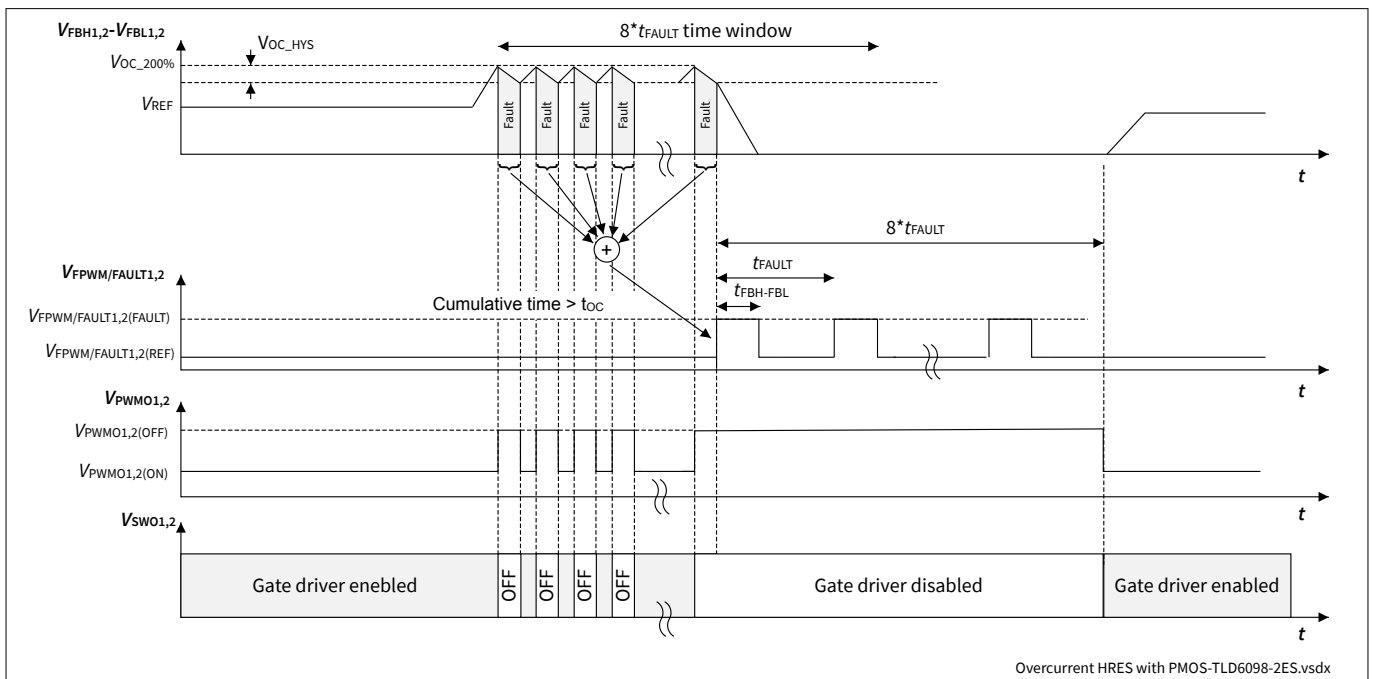 VFBH1,2-VFBL1,2
8*tFAULT time window
VOC_HYS
VOC_200%
VREF
Fault
Fault
Fault
Fault
Fault
t
8*tFAULT
+
tFAULT
VFPWM/FAULT1,2
tFBH-FBL
Cumulative time > tOC
VFPWM/FAULT1,2(FAULT)
VFPWM/FAULT1,2(REF)
t
VPWMO1,2
VPWMO1,2(OFF)
VPWMO1,2(ON)
t
VSWO1,2
Gate driver enebled
OFF
OFF
OFF
OFF
Gate driver disabled
Gate driver enabled
t
Overcurrent HRES with PMOS-TLD6098-2ES.vsdx